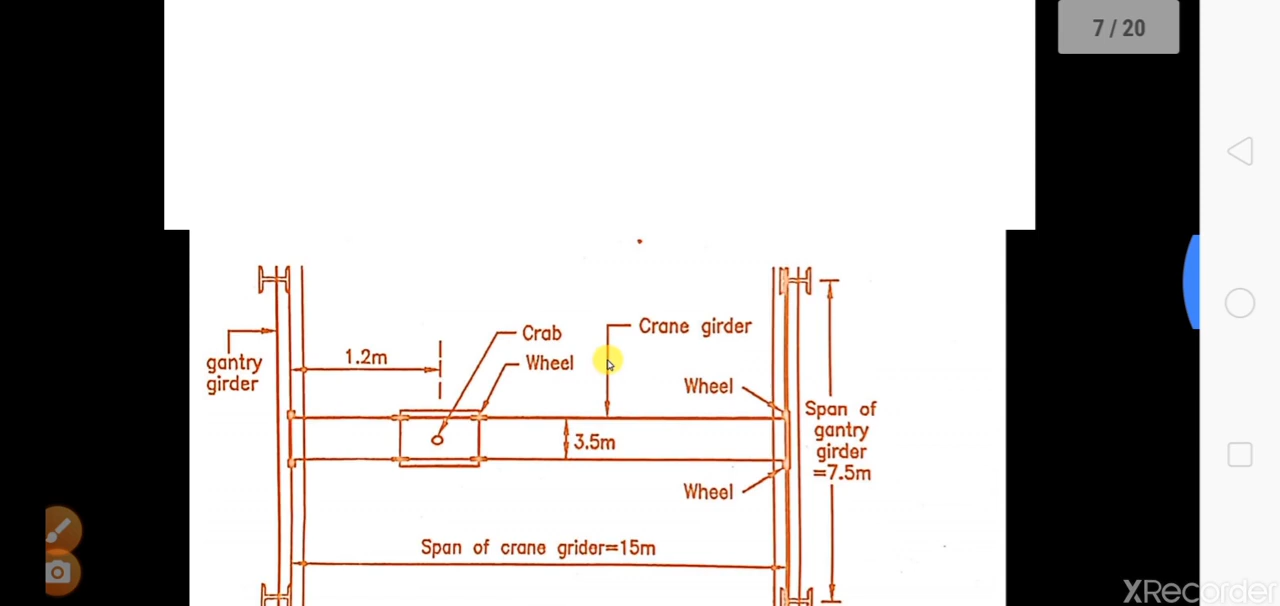 7 / 20
Crab
Crane girder
Wheel
gantry
girder
1.2m
Wheel
Span of
gantry
girder
=7.5m
3.5m
Wheel
Span of crane grider=15m
XRecorder